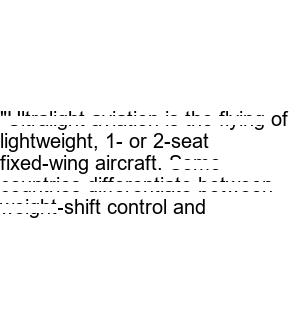 "Ultralight aviation is the flying of
lightweight, 1- or 2-seat
fixed-wing aircraft. Some
countries differentiate between
weight-shift control and